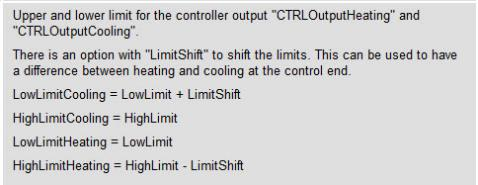 Upper and lower limit for the controller output "CTRLOutputHeating" and
"CTRLOutputCooling".
There is an option with "LimitShift" to shift the limits. This can be used to have
a difference between heating and cooling at the control end.
LowLimitCooling = LowLimit + LimitShift
HighLimitCooling = HighLimit
LowLimitHeating = LowLimit
HighLimitHeating = HighLimit - LimitShift